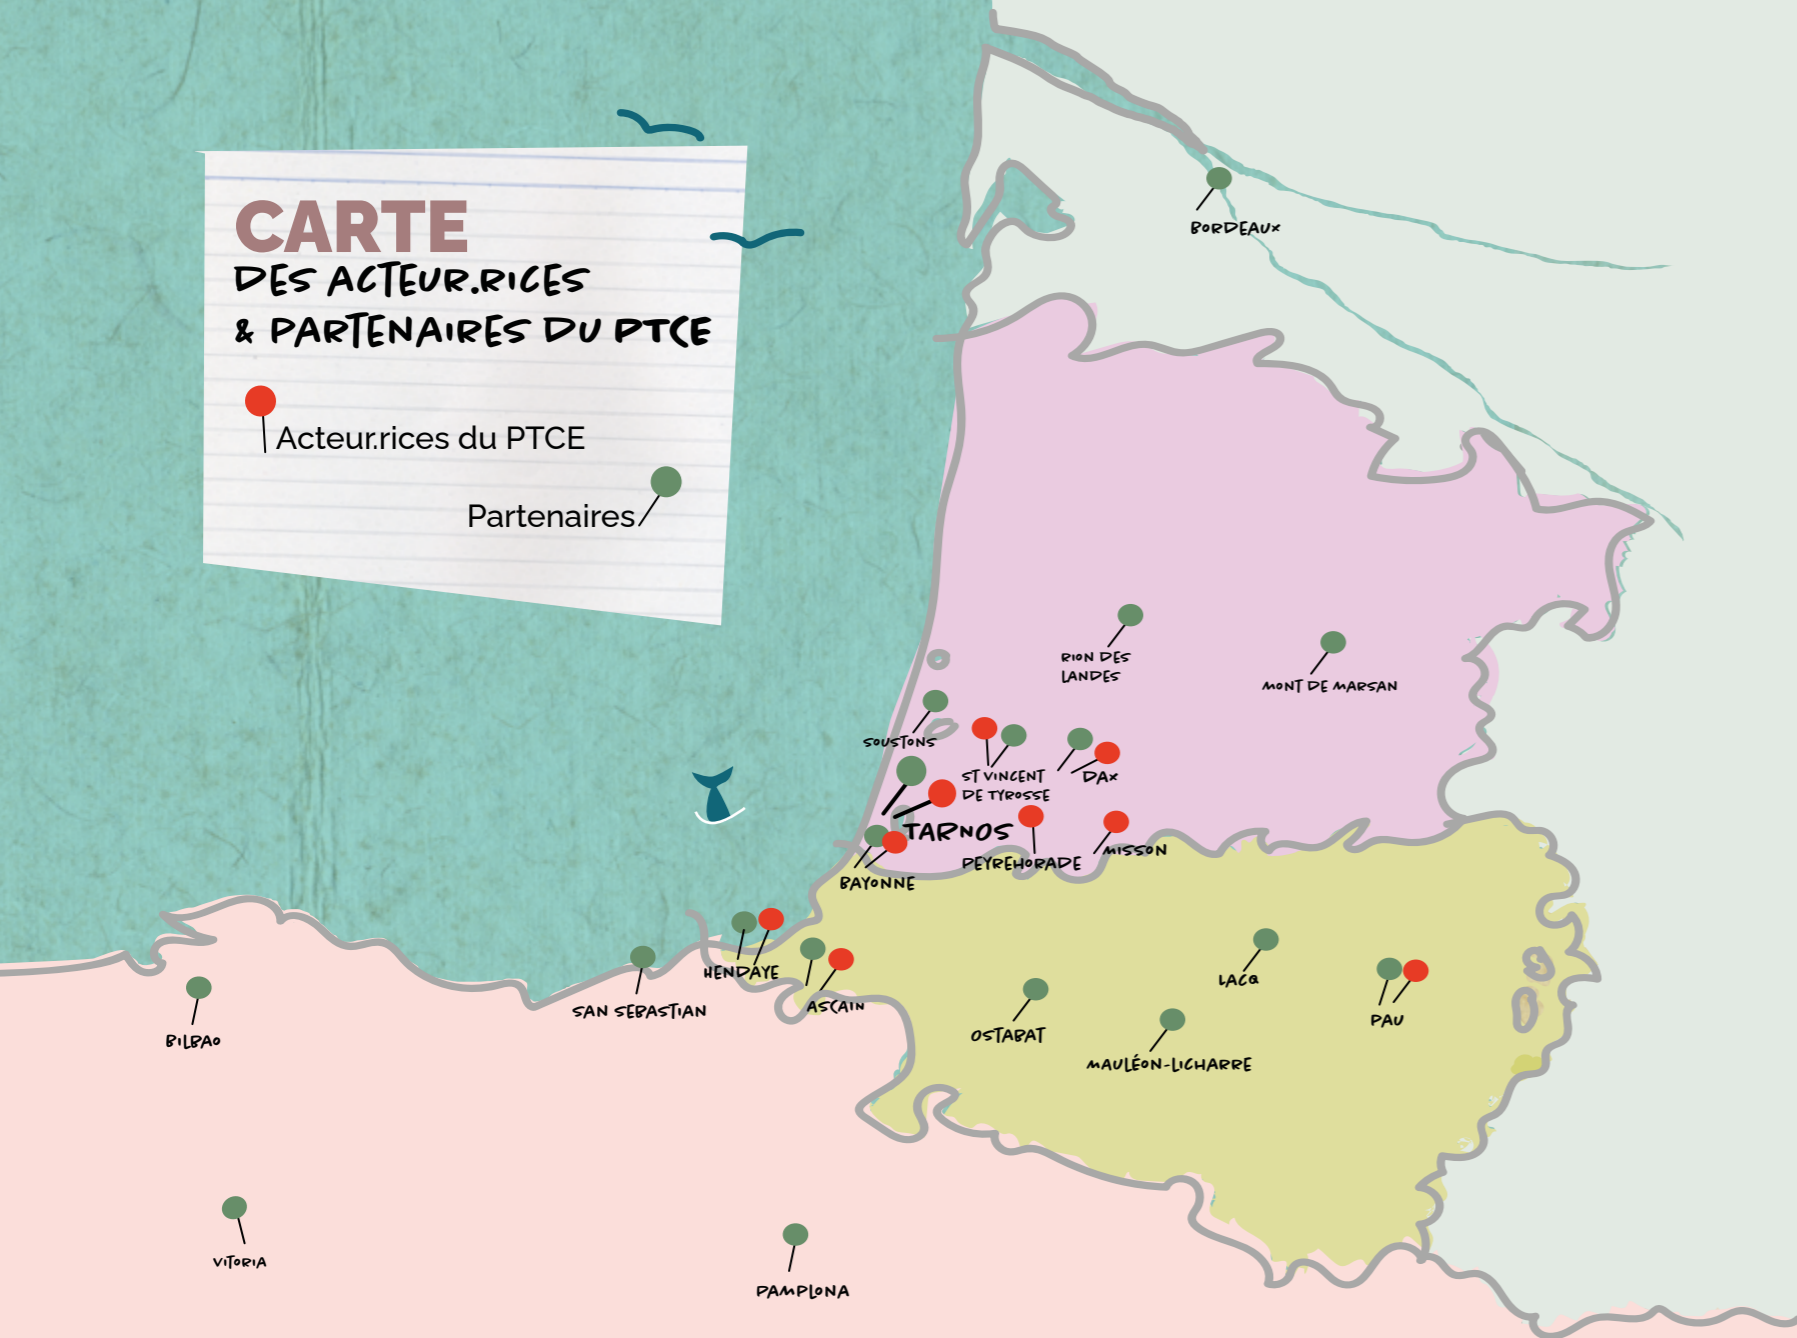 CARTE
DES ACTEUR.RICES
& PARTENAIRES DU PTCE
Acteur.rices du PTCE
Partenaires
BORDEAUX
RION DES
LANDES
MONT DE MARSAN
SOUSTONS
ST VINCENT
DE TYROSSE
DAX
TARNOS
PEYREHORADE
MISSON
BAYONNE
HENDAYE
ASCAIN
SAN SEBASTIAN
BILBAO
LACQ
PAU
OSTABAT
MAULÉON-LICHARRE
VITORIA
PAMPLONA